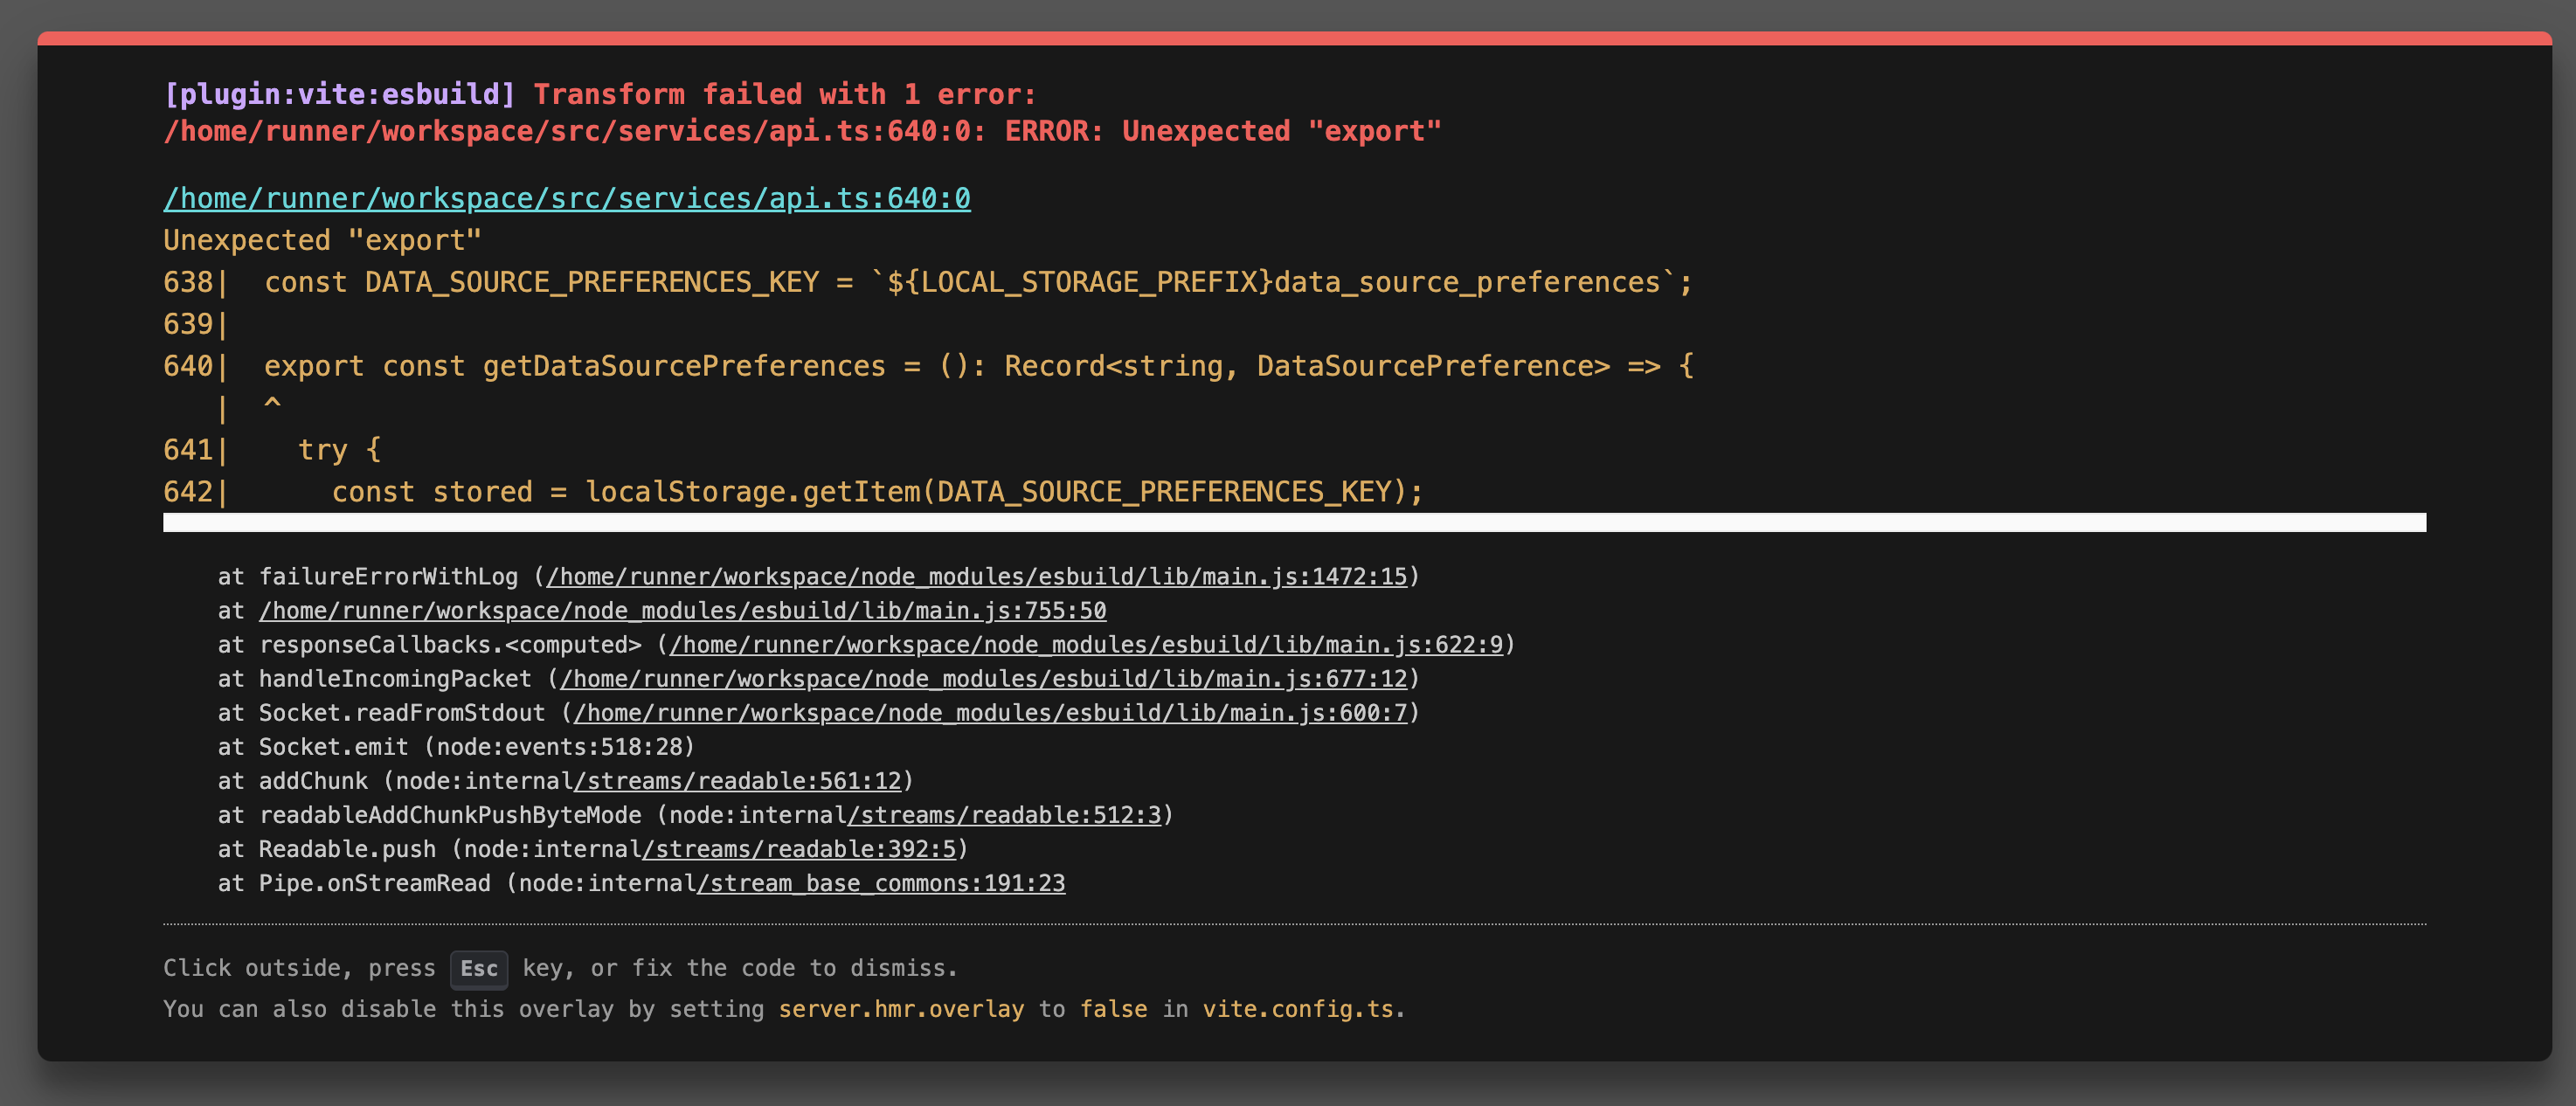 [plugin:vite:esbuild] Transform failed with 1 error:
/home/runner/workspace/src/services/api.ts:640:0: ERROR: Unexpected "export"
/home/runner/workspace/src/services/api.ts:640:0
Unexpected "export"
638|  const DATA_SOURCE_PREFERENCES_KEY = `${LOCAL_STORAGE_PREFIX}data_source_preferences`;
639|
640|  export const getDataSourcePreferences = (): Record<string, DataSourcePreference> => {
   |  ^
641|    try {
642|      const stored = localStorage.getItem(DATA_SOURCE_PREFERENCES_KEY);
at failureErrorWithLog (/home/runner/workspace/node_modules/esbuild/lib/main.js:1472:15)
at /home/runner/workspace/node_modules/esbuild/lib/main.js:755:50
at responseCallbacks.<computed> (/home/runner/workspace/node_modules/esbuild/lib/main.js:622:9)
at handleIncomingPacket (/home/runner/workspace/node_modules/esbuild/lib/main.js:677:12)
at Socket.readFromStdout (/home/runner/workspace/node_modules/esbuild/lib/main.js:600:7)
at Socket.emit (node:events:518:28)
at addChunk (node:internal/streams/readable:561:12)
at readableAddChunkPushByteMode (node:internal/streams/readable:512:3)
at Readable.push (node:internal/streams/readable:392:5)
at Pipe.onStreamRead (node:internal/stream_base_commons:191:23
Click outside, press Esc key, or fix the code to dismiss.
You can also disable this overlay by setting server.hmr.overlay to false in vite.config.ts.